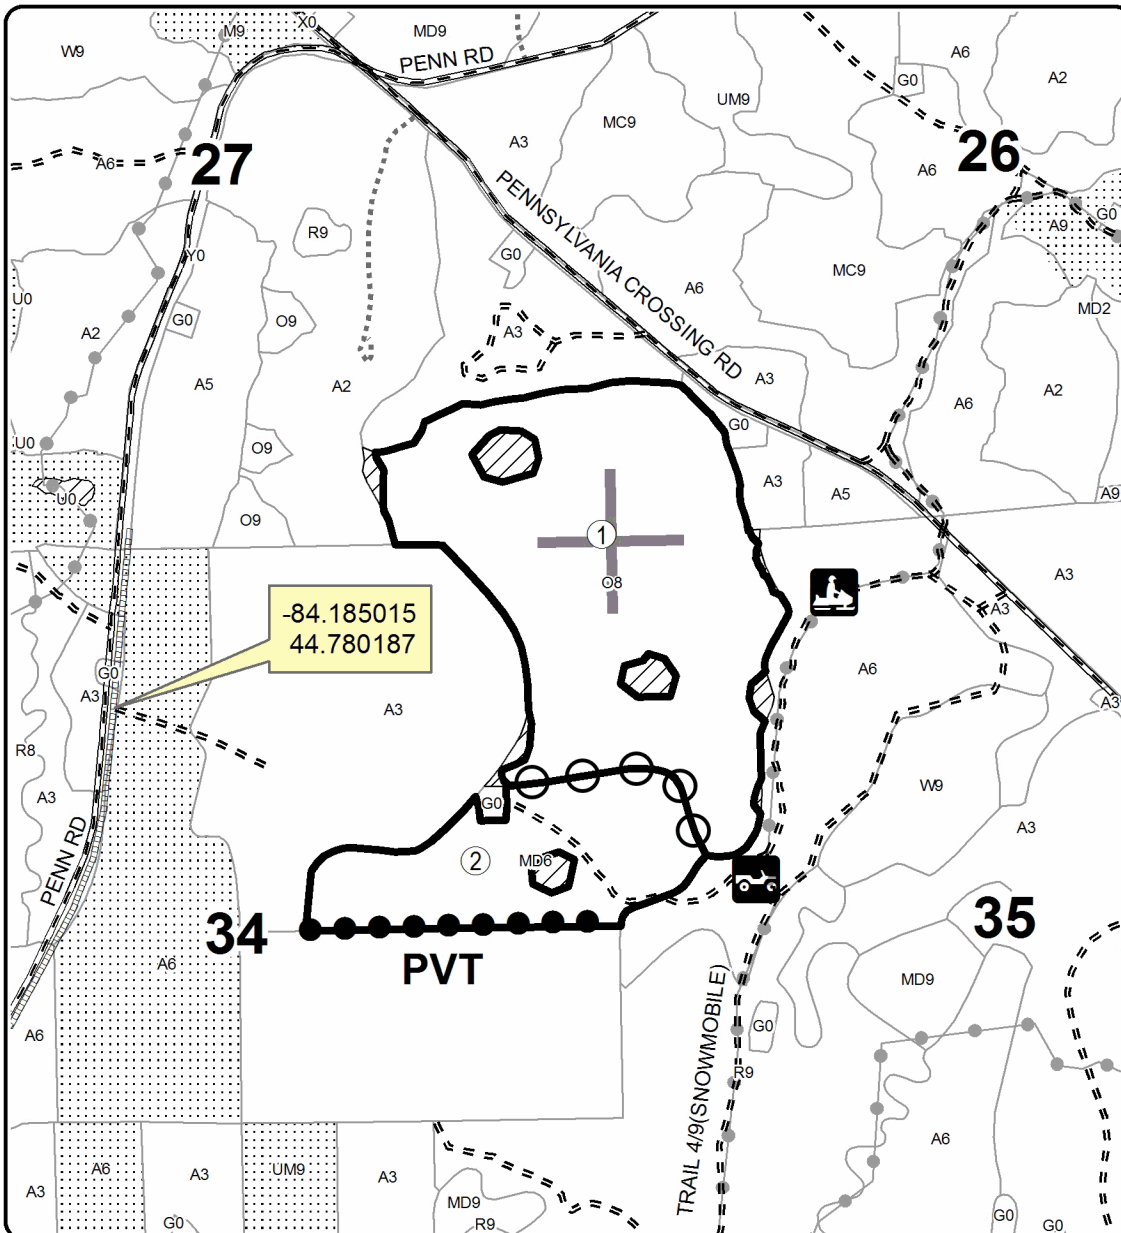 X0
M9
MD9
W9
PENN RD
A6
G0
A2
UM9
MC9
A3
27
A6
26
A6
PENNSYLVANIA CROSSING RD
G0
A9
R9
Y0
G0
MC9
A6
U0
MD2
G0
O9
A3
A2
A5
A2
A3
A6
A2
G0
U0
O9
A3
U0
A5
A9
O9
1
O8
A3
-84.185015
44.780187
A3
G0
A6
A3
A3
A3
R8
W9
A3
G0
A3
PENN RD
2
MD6
34
35
A6
PVT
MD9
A6
G0
TRAIL 4/9(SNOWMOBILE)
R9
A6
A6
UM9
A3
A3
A3
MD9
G0
R9
G0
G0